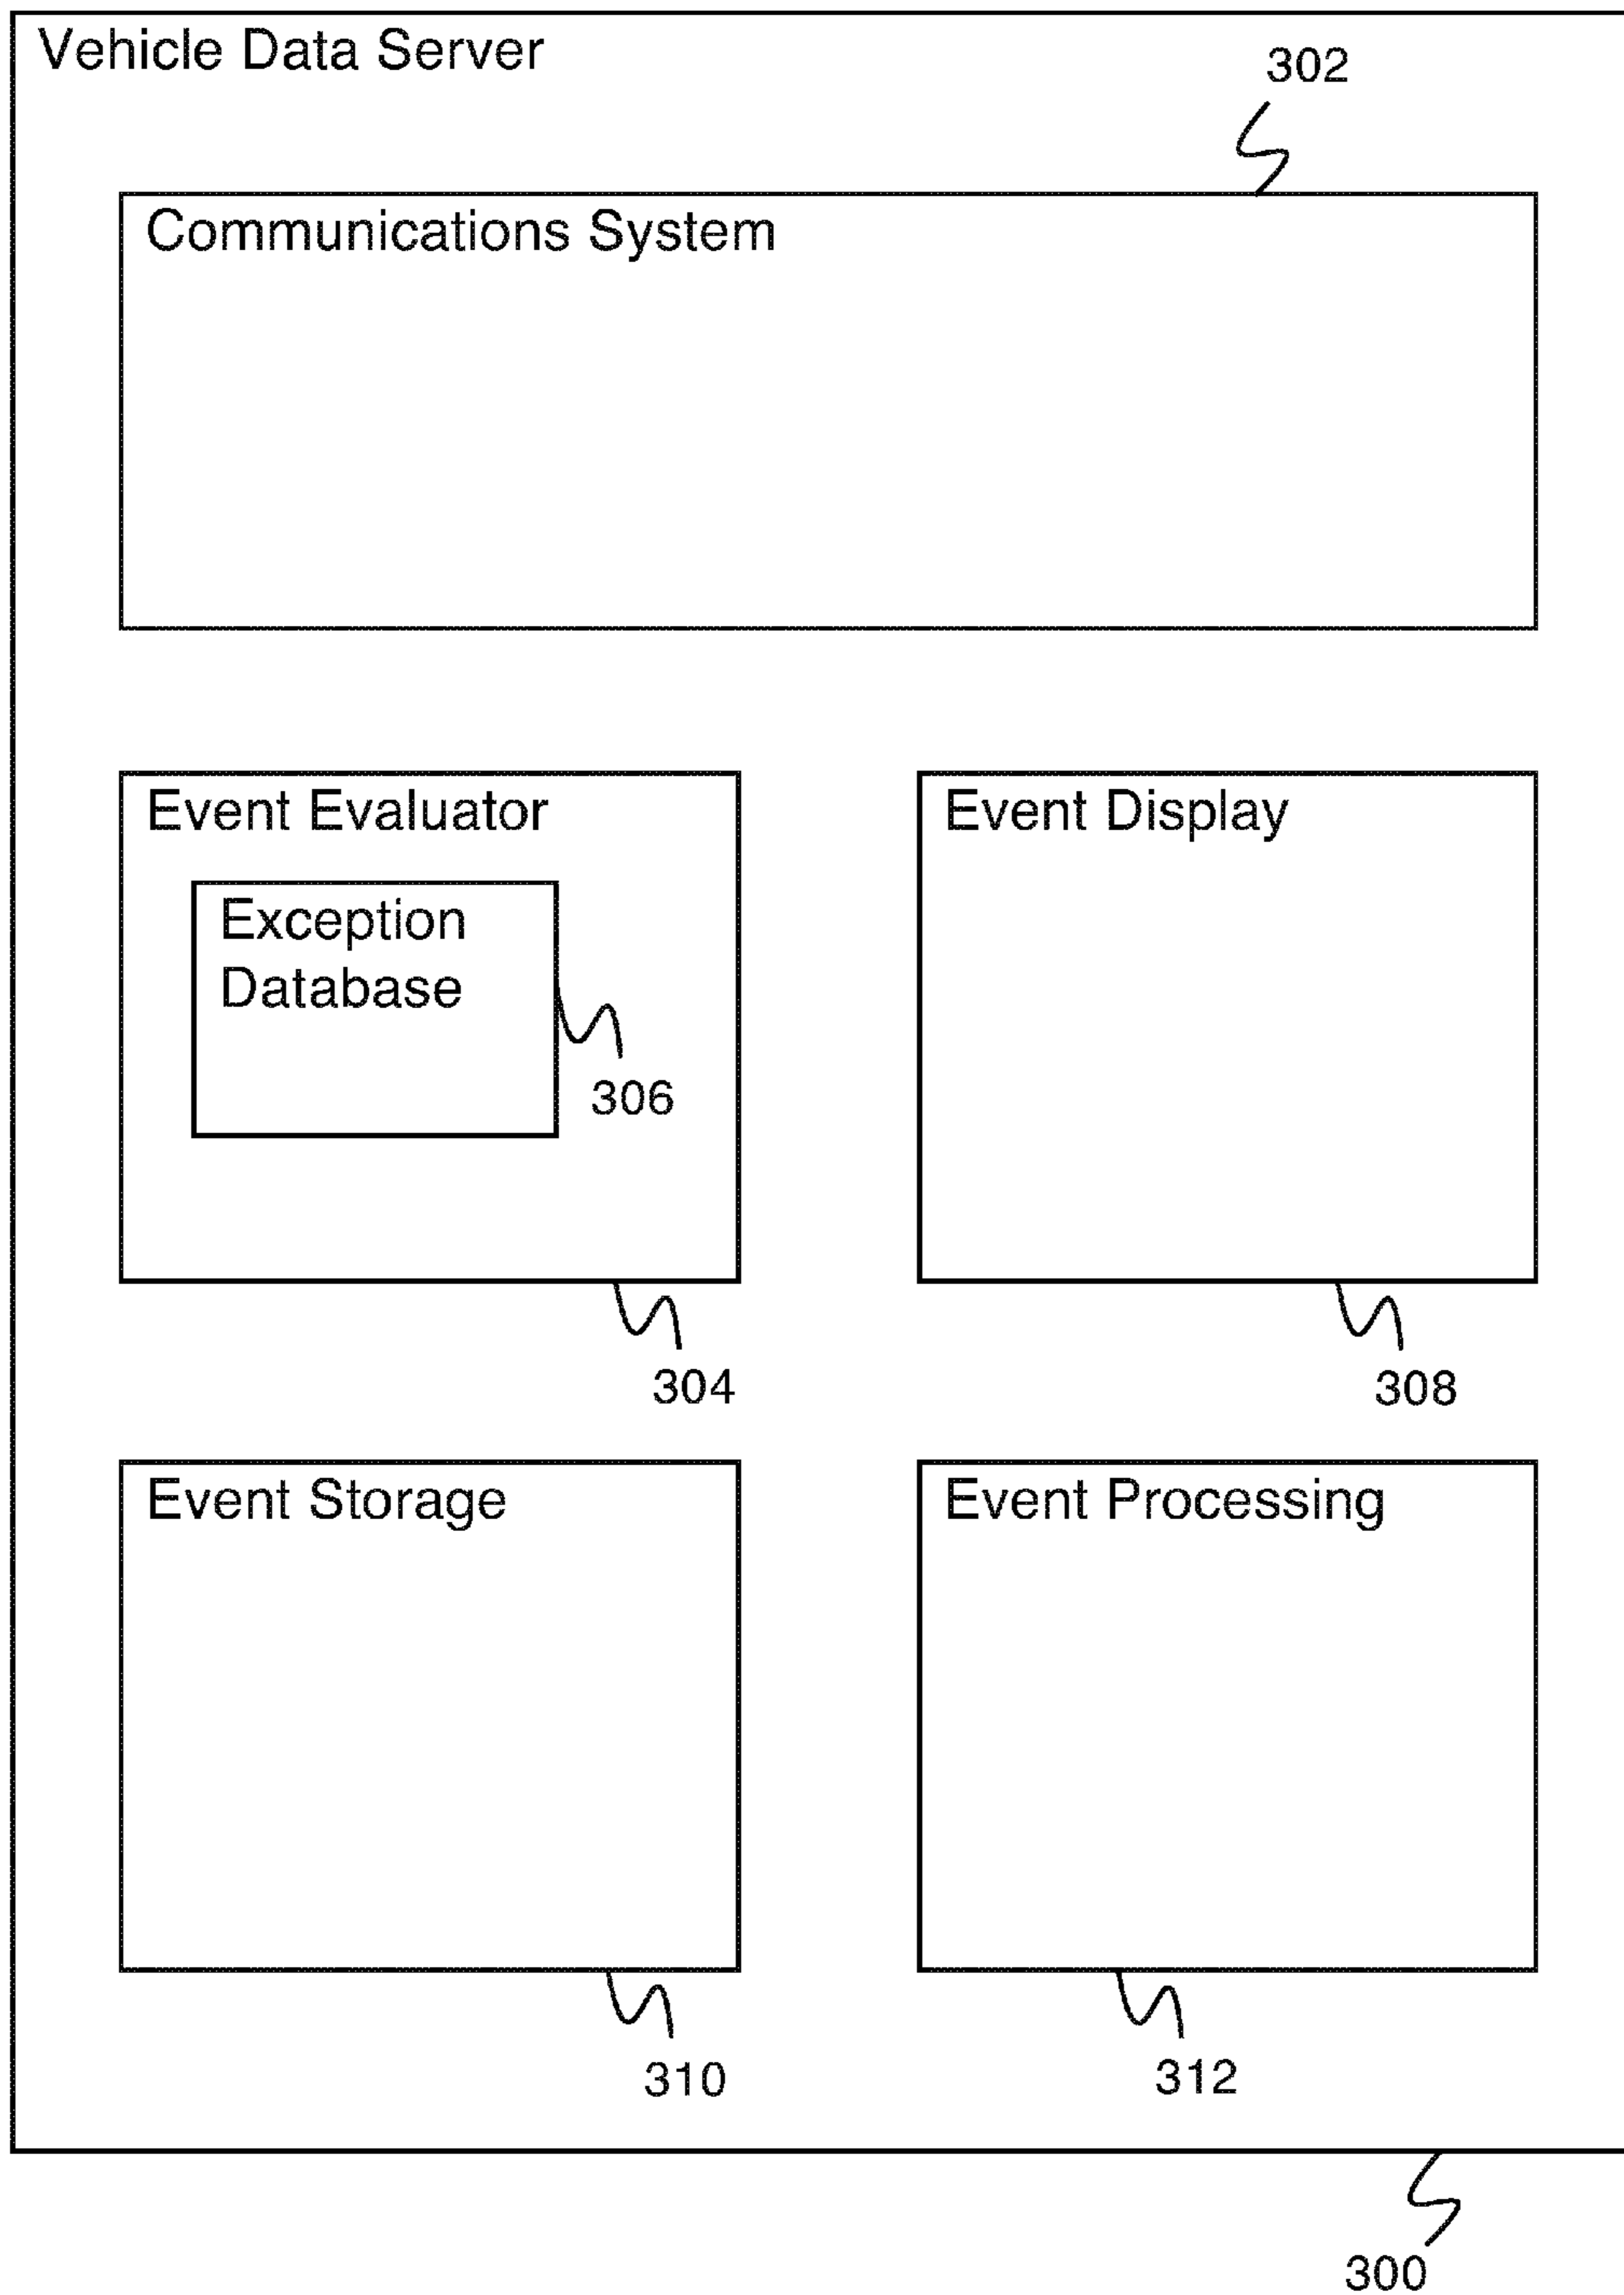 Vehicle Data Server
302
Communications System
Event Evaluator
Exception
Database
306
304
Event Display
308
Event Storage
310
Event Processing
312
300